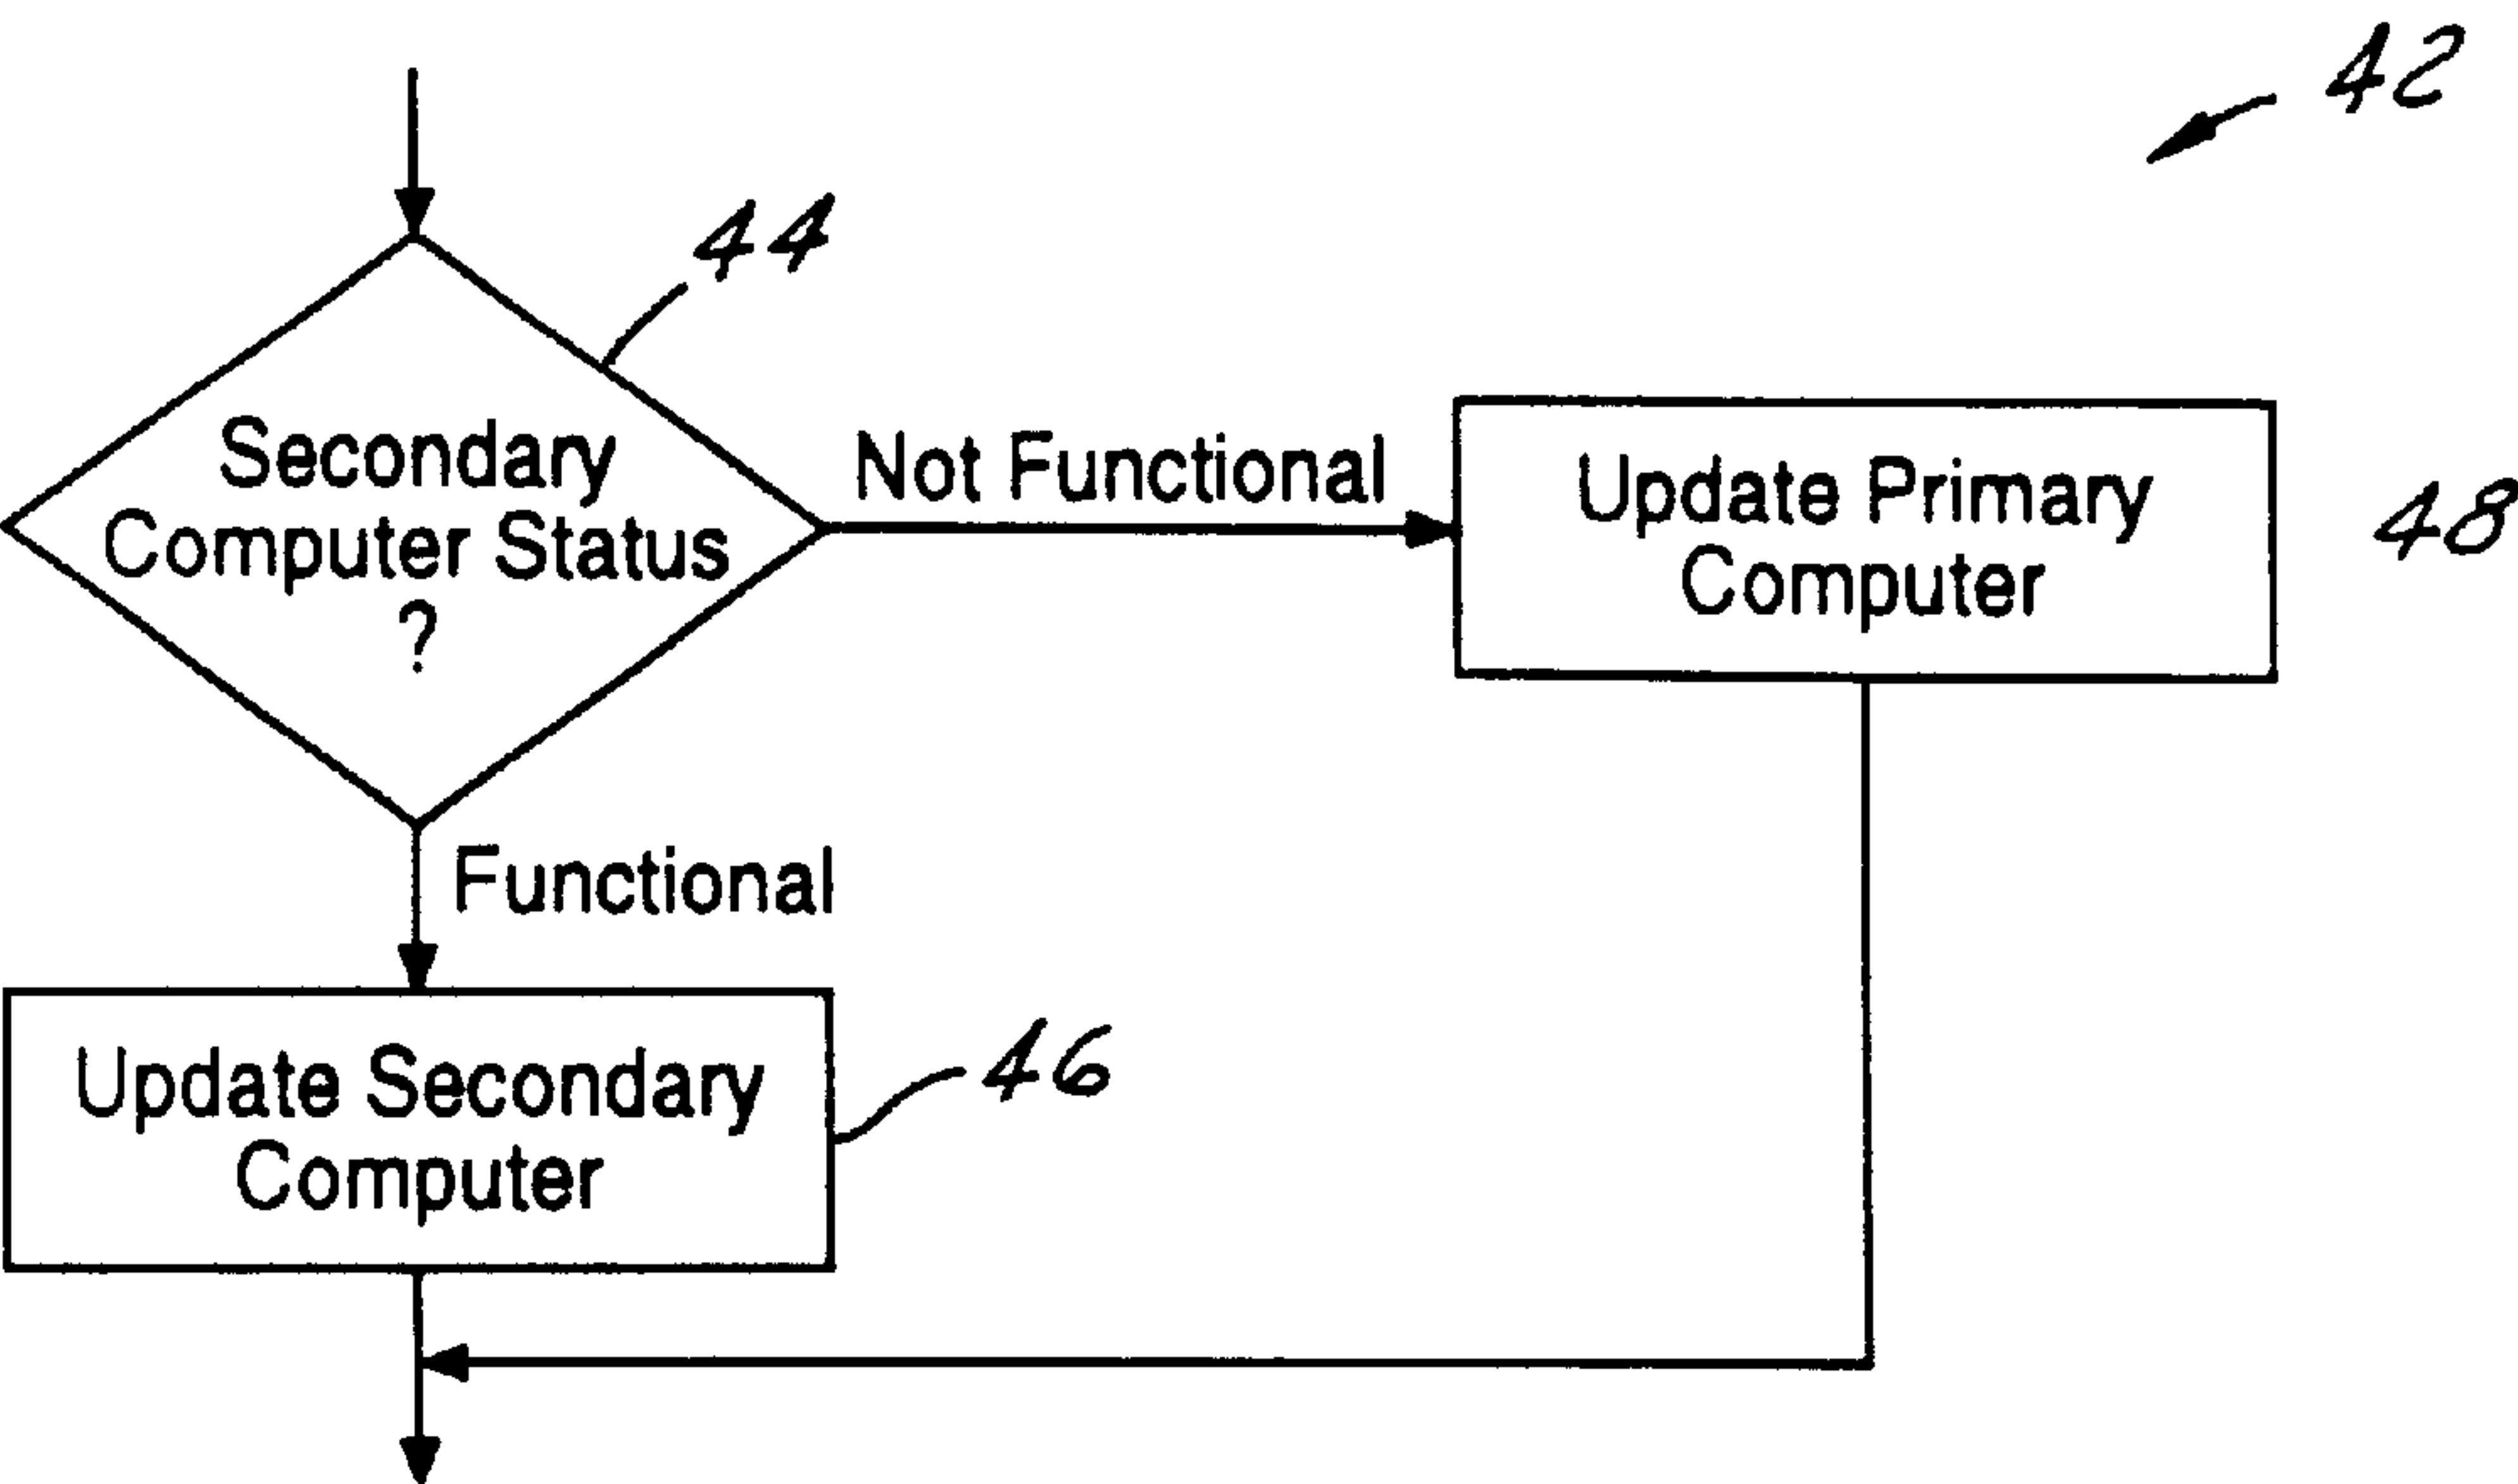 42
44
Secondary
Computer Status
?
Not Functional
Update Primary
Computer
48
Functional
Update Secondary
Computer
46